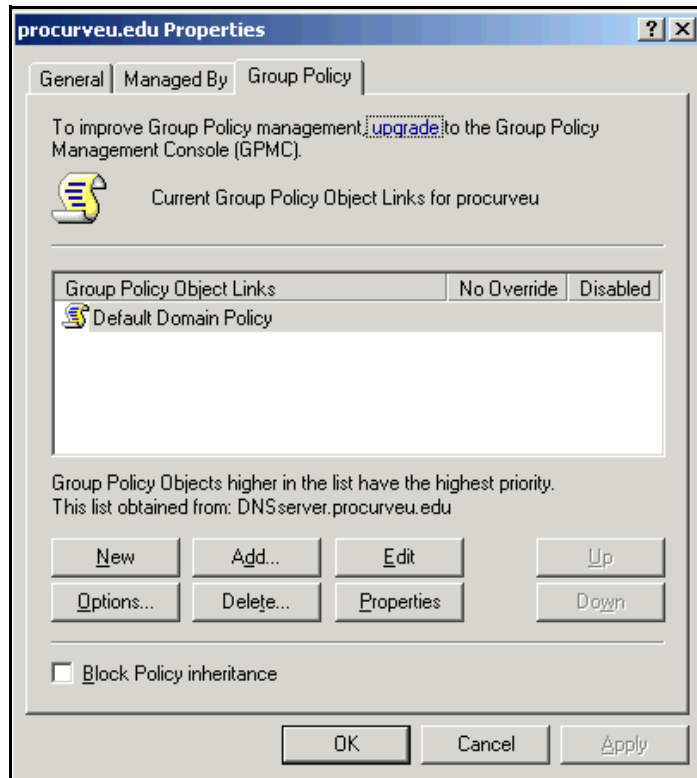 procurveu.edu Properties
General Managed By Group Policy
To improve Group Policy management, upgrade to the Group Policy
Management Console (GPMC).
Current Group Policy Object Links for procurveu
Group Policy Object Links No Override Disabled
Default Domain Policy
Group Policy Objects higher in the list have the highest priority.
This list obtained from: DNSserver.procurveu.edu
New Add... Edit Up
Options... Delete... Properties Down
Block Policy inheritance
OK Cancel Apply